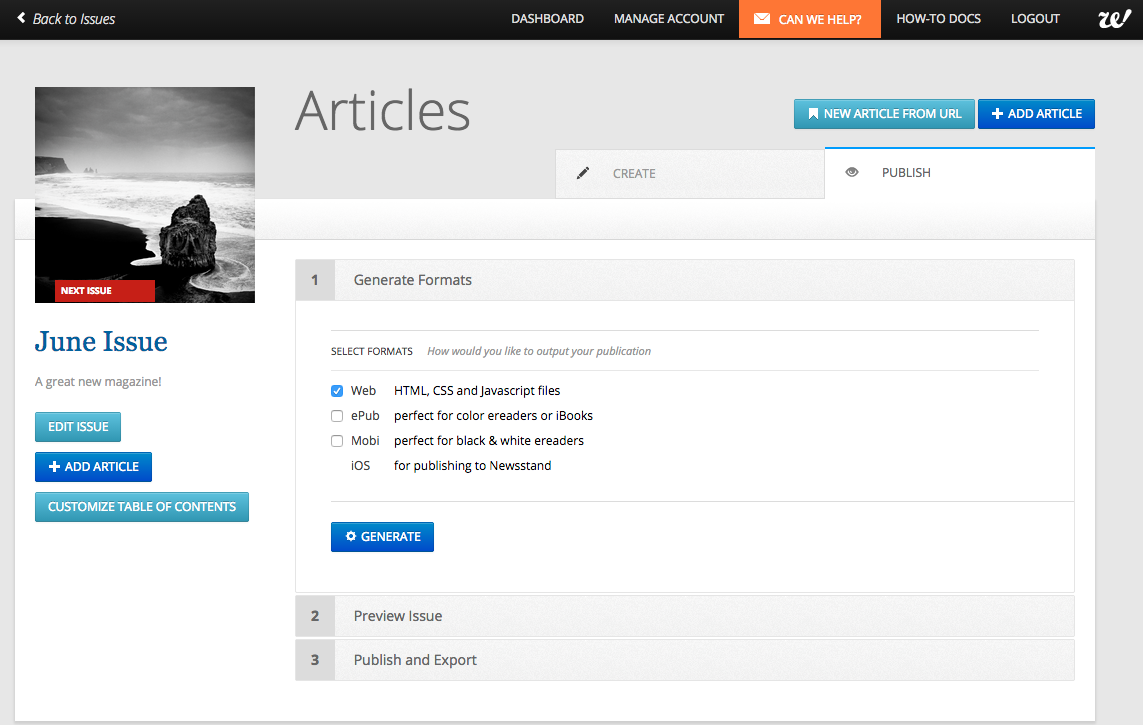 Back to Issues
DASHBOARD
MANAGE ACCOUNT
CAN WE HELP?
HOW-TO DOCS
LOGOUT
we!
Articles
NEW ARTICLE FROM URL
ADD ARTICLE
CREATE
PUBLISH
NEXT ISSUE
June Issue
A great new magazine!
EDIT ISSUE
ADD ARTICLE
CUSTOMIZE TABLE OF CONTENTS
1 Generate Formats
SELECT FORMATS How would you like to output your publication
Web HTML, CSS and Javascript files
ePub perfect for color ereaders or iBooks
Mobi perfect for black & white ereaders
iOS for publishing to Newsstand
GENERATE
2 Preview Issue
3 Publish and Export